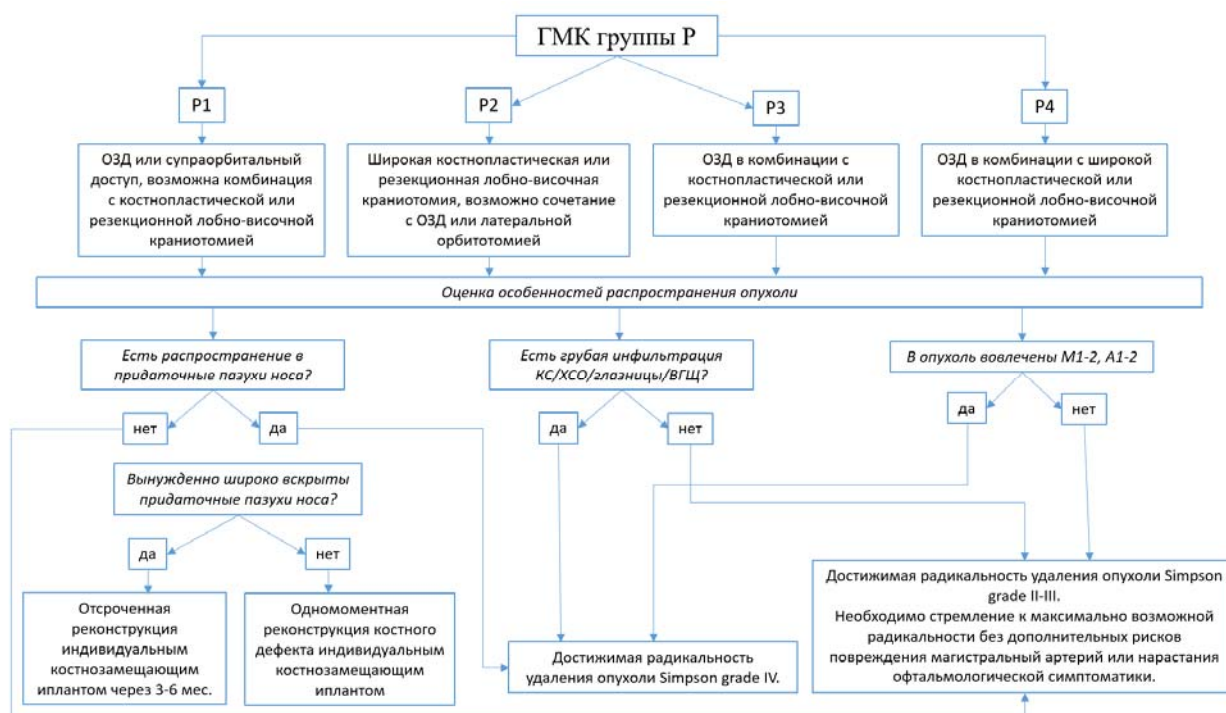 ГМК группы Р
P1
P2
P3
P4
ОЗД или супраорбитальный
доступ, возможна комбинация
с костнопластической или
резекционной лобно-височной
краниотомией
Широкая костнопластическая или
резекционная лобно-височная
краниотомия, возможно сочетание
с ОЗД или латеральной
орбитотомией
ОЗД в комбинации с
костнопластической или
резекционной лобно-височной
краниотомией
ОЗД в комбинации с широкой
костнопластической или
резекционной лобно-височной
краниотомией
Оценка особенностей распространения опухоли
Есть распространение в
придаточные пазухи носа?
Есть грубая инфильтрация
КС/ХСО/глазницы/ВГЩ?
В опухоль вовлечены М1-2, А1-2
нет
да
да
нет
да
нет
Вынужденно широко вскрыты
придаточные пазухи носа?
да
нет
Отсроченная
реконструкция
индивидуальным
костнозамещающим
иплантом через 3-6 мес.
Одномоментная
реконструкция костного
дефекта индивидуальным
костнозамещающим
иплантом
Достижимая радикальность
удаления опухоли Simpson grade IV.
Достижимая радикальность удаления опухоли Simpson
grade II-III.
Необходимо стремление к максимально возможной
радикальности без дополнительных рисков
повреждения магистральный артерий или нарастания
офтальмологической симптоматики.